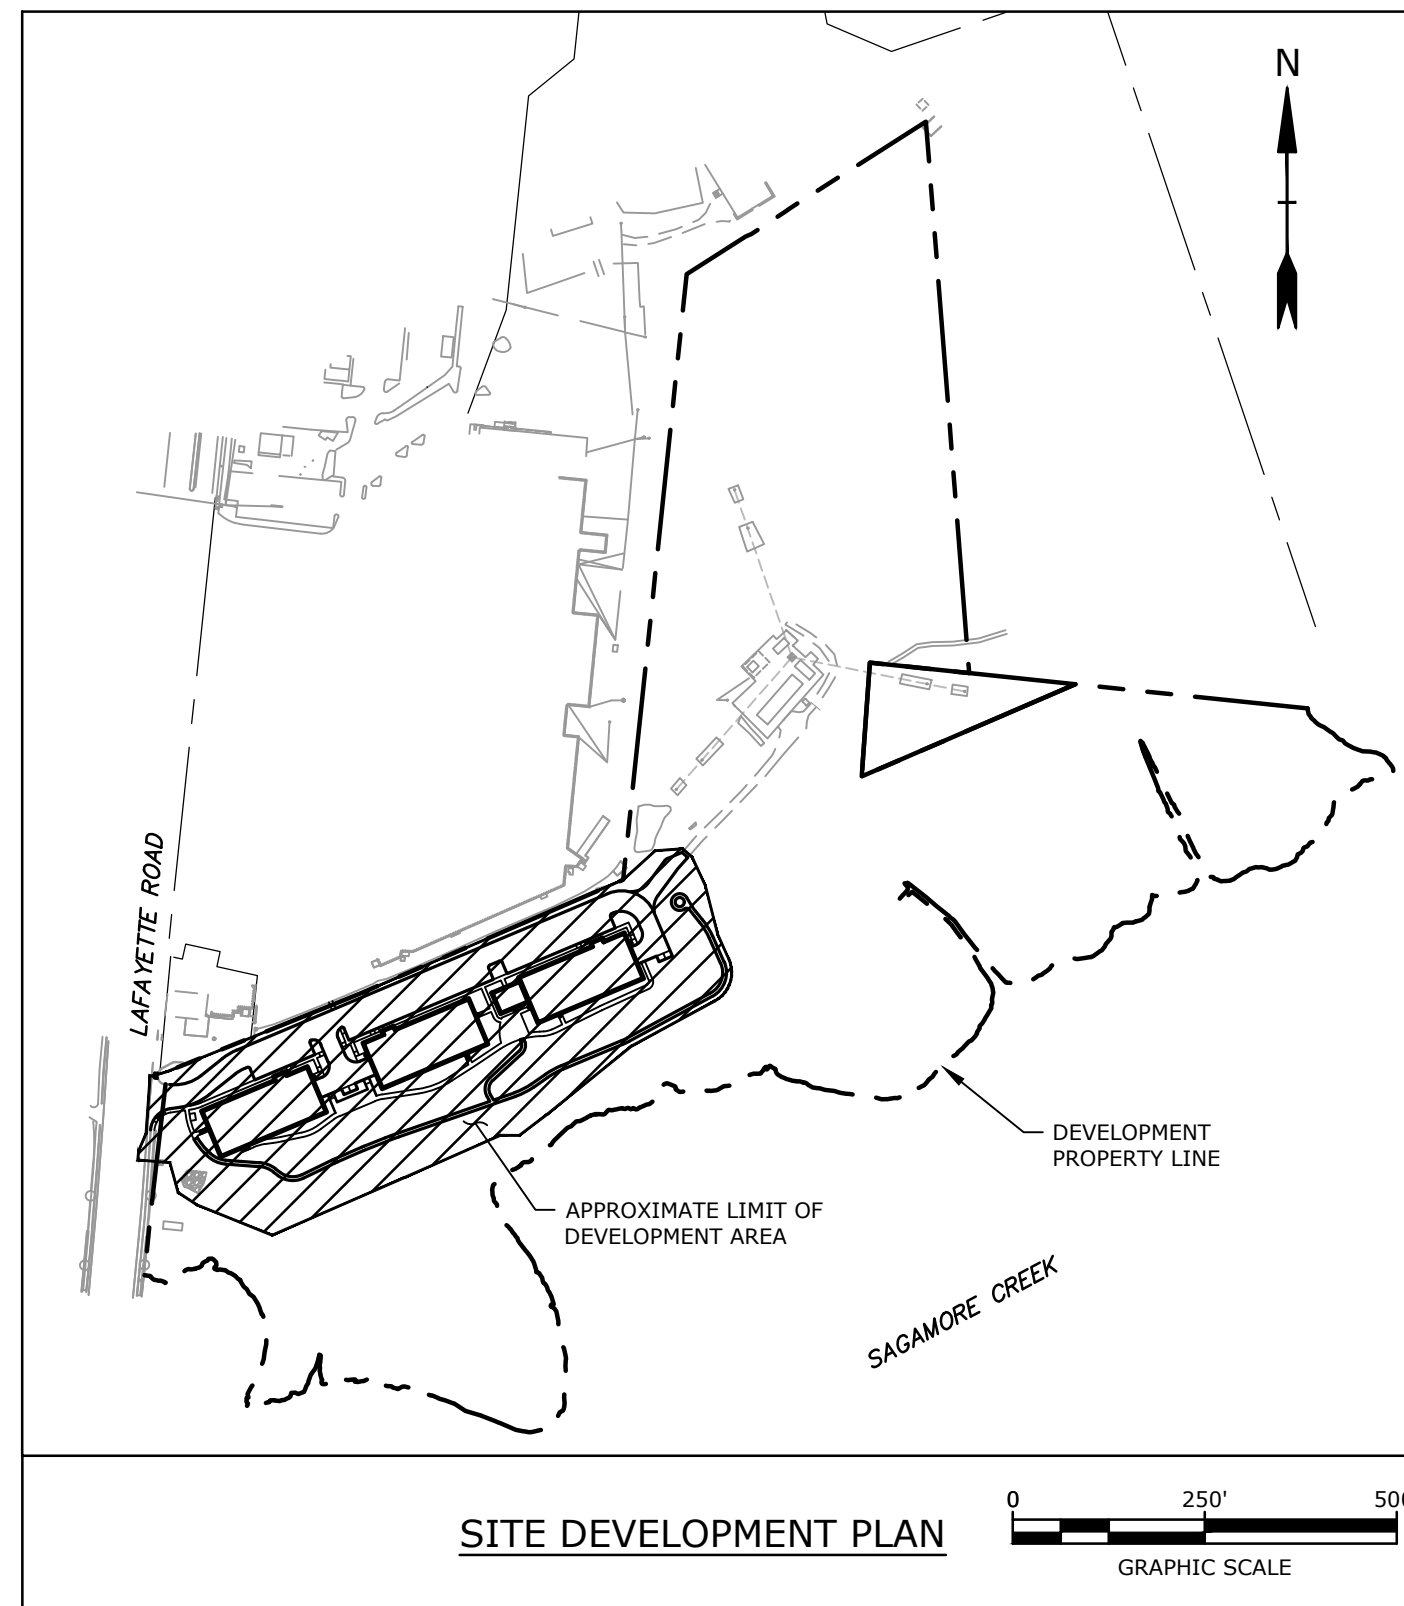 N
LAFAYETTE ROAD
DEVELOPMENT
PROPERTY LINE
APPROXIMATE LIMIT OF
DEVELOPMENT AREA
SAGAMORE CREEK
SITE DEVELOPMENT PLAN
0 250' 500
GRAPHIC SCALE